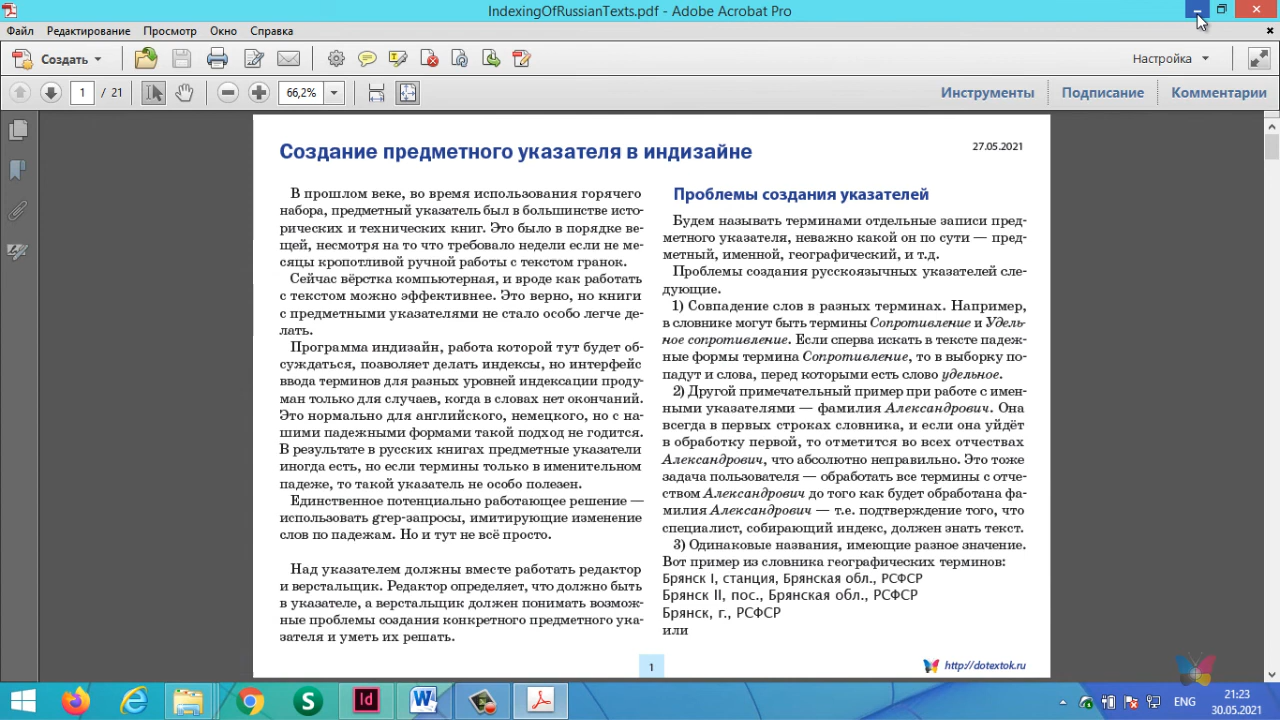 IndexingOfRussianTexts.pdf - Adobe Acrobat Pro
Файл Редактирование Просмотр Окно Справка
Создать
Настройка
1 / 21
66,2%
Инструменты Подписание Комментарии
Создание предметного указателя в индизайне
27.05.2021
В прошлом веке, во время использования горячего
набора, предметный указатель был в большинстве исто-
рических и технических книг. Это было в порядке ве-
щей, несмотря на то что требовало недели если не ме-
сяцы кропотливой ручной работы с текстом гранок.
Сейчас вёрстка компьютерная, и вроде как работать
с текстом можно эффективнее. Это верно, но книги
с предметными указателями не стало особо легче де-
лать.
Программа индизайн, работа которой тут будет об-
суждаться, позволяет делать индексы, но интерфейс
ввода терминов для разных уровней индексации проду-
ман только для случаев, когда в словах нет окончаний.
Это нормально для английского, немецкого, но с на-
шими падежными формами такой подход не годится.
В результате в русских книгах предметные указатели
иногда есть, но если термины только в именительном
падеже, то такой указатель не особо полезен.
Единственное потенциально работающее решение —
использовать grep-запросы, имитирующие изменение
слов по падежам. Но и тут не всё просто.
Над указателем должны вместе работать редактор
и верстальщик. Редактор определяет, что должно быть
в указателе, а верстальщик должен понимать возмож-
ные проблемы создания конкретного предметного ука-
зателя и уметь их решать.
Проблемы создания указателей
Будем называть терминами отдельные записи пред-
метного указателя, неважно какой он по сути — пред-
метный, именной, географический, и т.д.
Проблемы создания русскоязычных указателей сле-
дующие.
1) Совпадение слов в разных терминах. Например,
в словнике могут быть термины Сопротивление и Удель-
ное сопротивление. Если сперва искать в тексте падеж-
ные формы термина Сопротивление, то в выборку по-
падут и слова, перед которыми есть слово удельное.
2) Другой примечательный пример при работе с имен-
ными указателями — фамилия Александрович. Она
всегда в первых строках словника, и если она уйдёт
в обработку первой, то отметится во всех отчествах
Александрович, что абсолютно неправильно. Это тоже
задача пользователя — обработать все термины с отче-
ством Александрович до того как будет обработана фа-
милия Александрович — т.е. подтверждение того, что
специалист, собирающий индекс, должен знать текст.
3) Одинаковые названия, имеющие разное значение.
Вот пример из словника географических терминов:
Брянск I, станция, Брянская обл., РСФСР
Брянск II, пос., Брянская обл., РСФСР
Брянск, г., РСФСР
или
1
http://dotextok.ru
ENG
21:23
30.05.2021